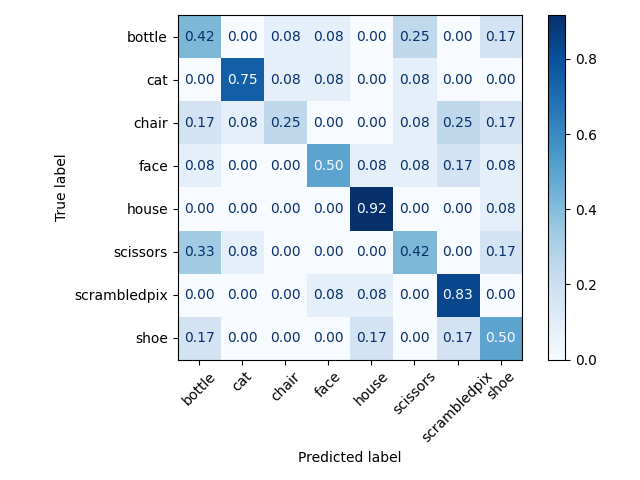 bottle 0.42 0.00 0.08 0.08 0.00 0.25 0.00 0.17
cat 0.00 0.75 0.08 0.08 0.00 0.08 0.00 0.00
chair 0.17 0.08 0.25 0.00 0.00 0.08 0.25 0.17
face 0.08 0.00 0.00 0.50 0.08 0.08 0.17 0.08
house 0.00 0.00 0.00 0.00 0.92 0.00 0.00 0.08
scissors 0.33 0.08 0.00 0.00 0.00 0.42 0.00 0.17
scrambledpix 0.00 0.00 0.00 0.08 0.08 0.00 0.83 0.00
shoe 0.17 0.00 0.00 0.00 0.17 0.00 0.17 0.50
bottle cat chair face house scissors scrambledpix shoe
Predicted label
True label
0.8
0.6
0.4
0.2
0.0